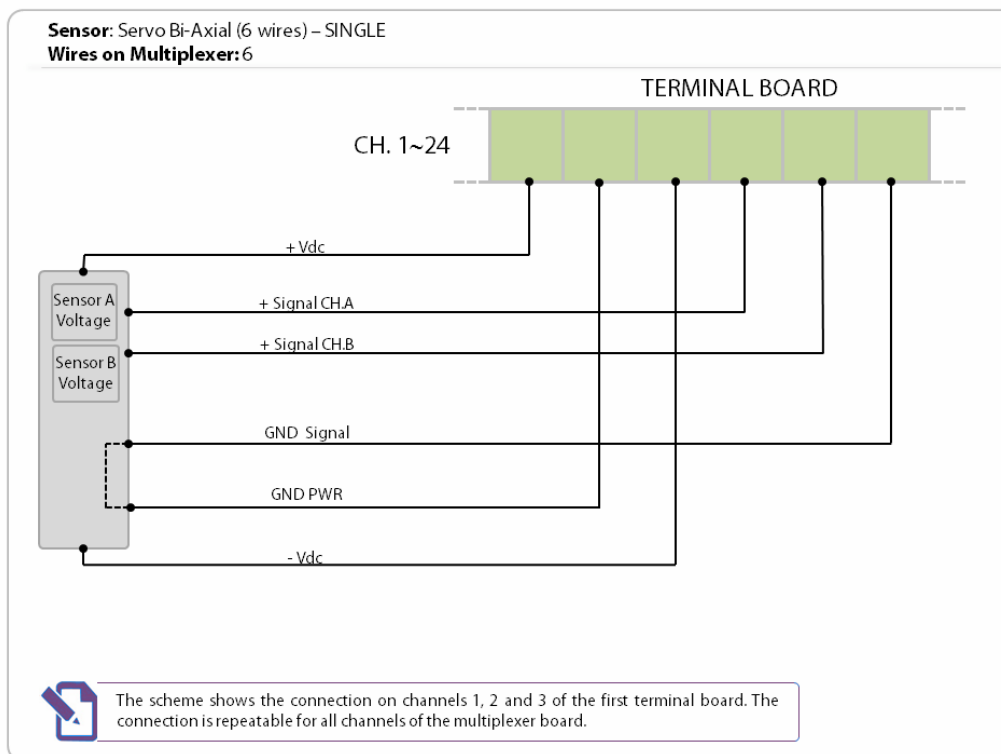 Sensor: Servo Bi-Axial (6 wires) – SINGLE
Wires on Multiplexer: 6
TERMINAL BOARD
CH. 1~24
+ Vdc
Sensor A
Voltage
+ Signal CH.A
+ Signal CH.B
Sensor B
Voltage
GND Signal
GND PWR
- Vdc
The scheme shows the connection on channels 1, 2 and 3 of the first terminal board. The
connection is repeatable for all channels of the multiplexer board.